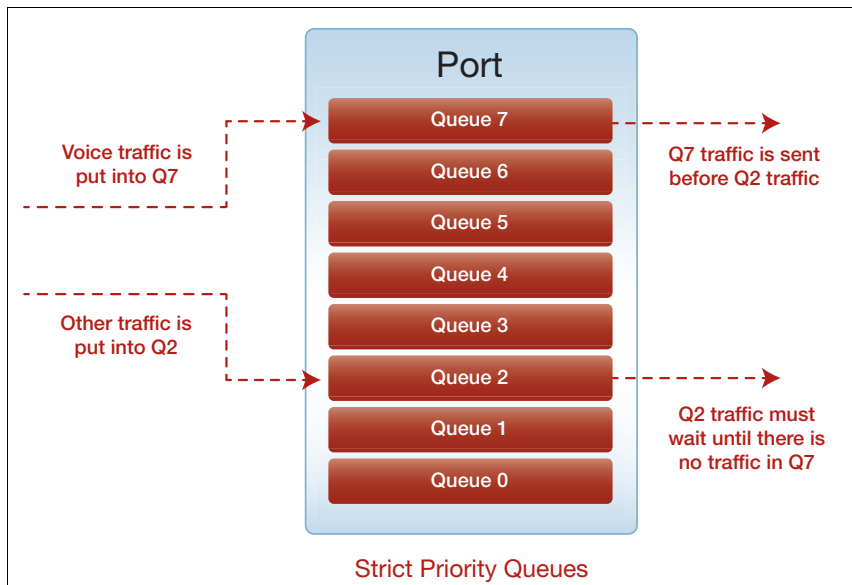 Port
Voice traffic is
put into Q7
Queue 7
Q7 traffic is sent
before Q2 traffic
Queue 6
Queue 5
Queue 4
Other traffic is
put into Q2
Queue 3
Queue 2
Q2 traffic must
wait until there is
no traffic in Q7
Queue 1
Queue 0
Strict Priority Queues